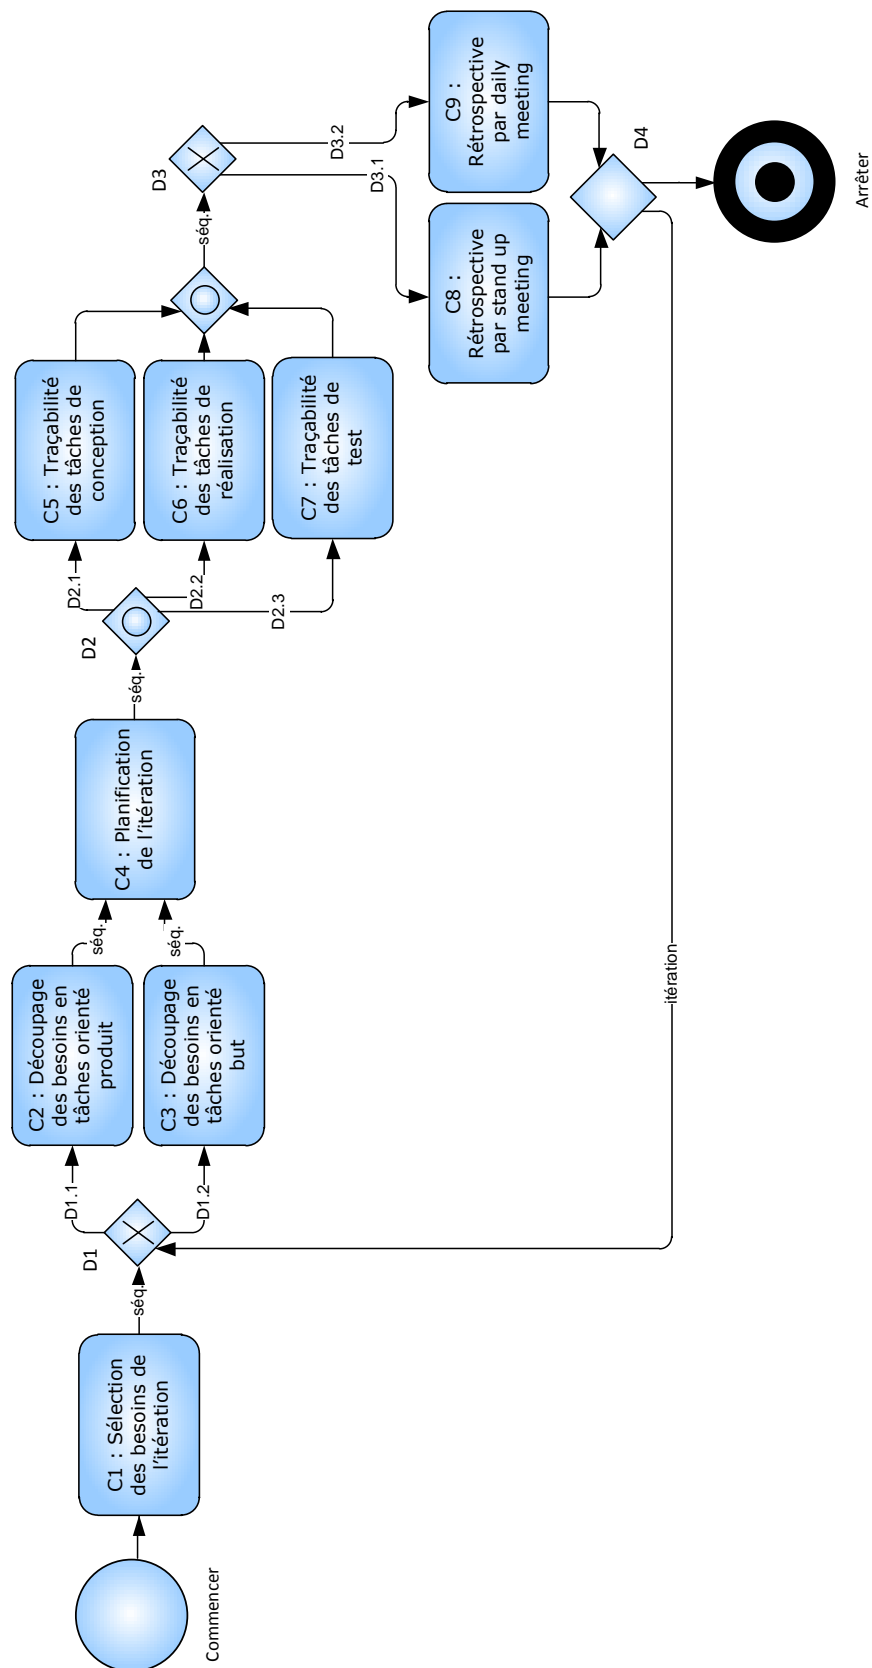 Commencer
C1 : Sélection
des besoins de
l'itération
séq.
D1
D1.1
D1.2
C2 : Découpage
des besoins en
tâches orienté
produit
C3 : Découpage
des besoins en
tâches orienté
but
séq.
séq.
C4 : Planification
de l'itération
séq.
D2
D2.1
D2.2
D2.3
C5 : Traçabilité
des tâches de
conception
C6 : Traçabilité
des tâches de
réalisation
C7 : Traçabilité
des tâches de
test
séq.
D3
D3.1
D3.2
C8 :
Rétrospective
par stand up
meeting
C9 :
Rétrospective
par daily
meeting
D4
itération
Arrêter